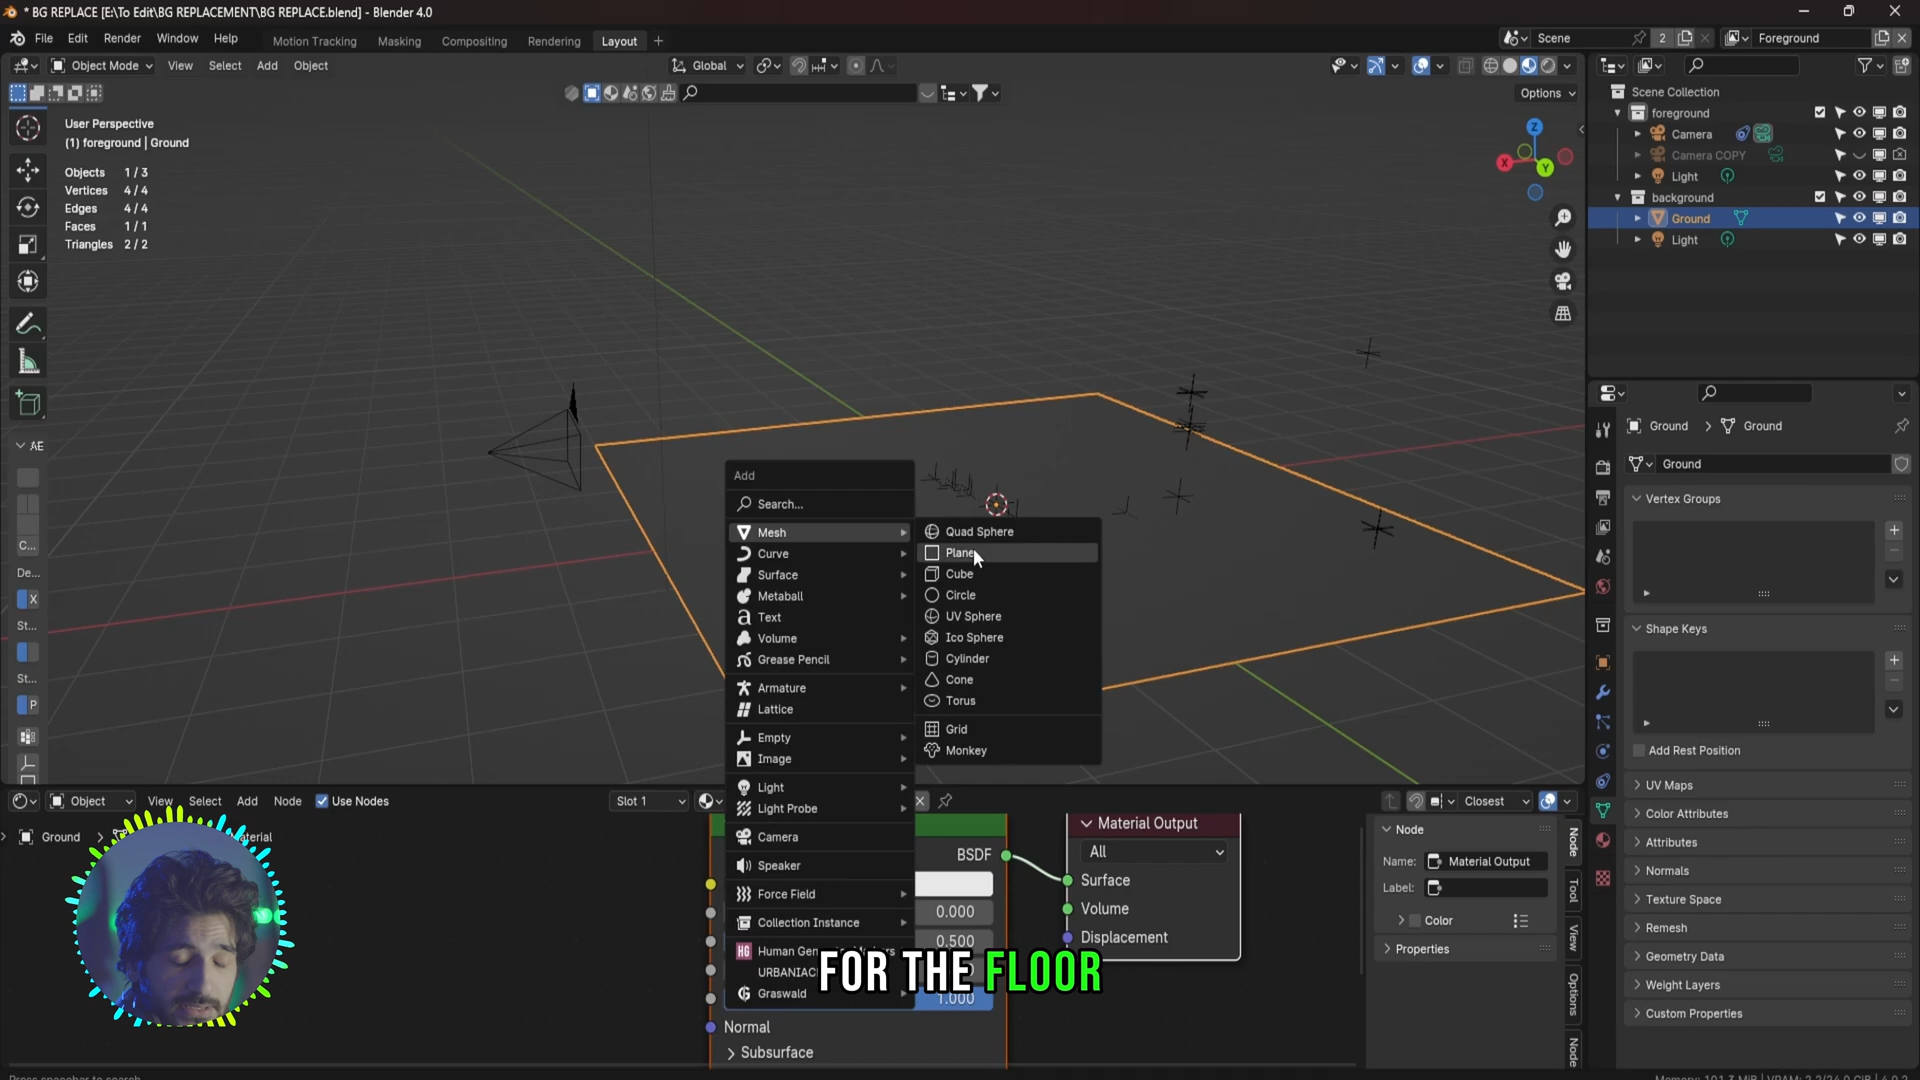 * BG REPLACE [E:\To Edit\BG REPLACEMENT\BG REPLACE.blend] - Blender 4.0
File Edit Render Window Help
Motion Tracking Masking Compositing Rendering Layout +
Scene 2 Foreground
Object Mode View Select Add Object
Global
Options
User Perspective
(1) foreground | Ground
Objects 1/3
Vertices 4/4
Edges 4/4
Faces 1/1
Triangles 2/2
Z
X
Y
AE
C...
De...
X
St...
St...
P
Add
Search...
Mesh
Curve
Surface
Metaball
Text
Volume
Grease Pencil
Armature
Lattice
Empty
Image
Light
Light Probe
Camera
Speaker
Force Field
Collection Instance
Graswald
Quad Sphere
Plane
Cube
Circle
UV Sphere
Ico Sphere
Cylinder
Cone
Torus
Grid
Monkey
Scene Collection
foreground
Camera
Camera COPY
Light
background
Ground
Light
Ground > Ground
Ground
Vertex Groups
Shape Keys
Add Rest Position
UV Maps
Color Attributes
Attributes
Normals
Texture Space
Remesh
Geometry Data
Weight Layers
Custom Properties
Object View Select Add Node Use Nodes
Slot 1
Closest
Ground
BSDF
0.000
0.500
1.000
Normal
Subsurface
Material Output
All
Surface
Volume
Displacement
Node
Name: Material Output
Label:
Color
Properties
Node
Tool
View
Options
Node
FOR THE FLOOR